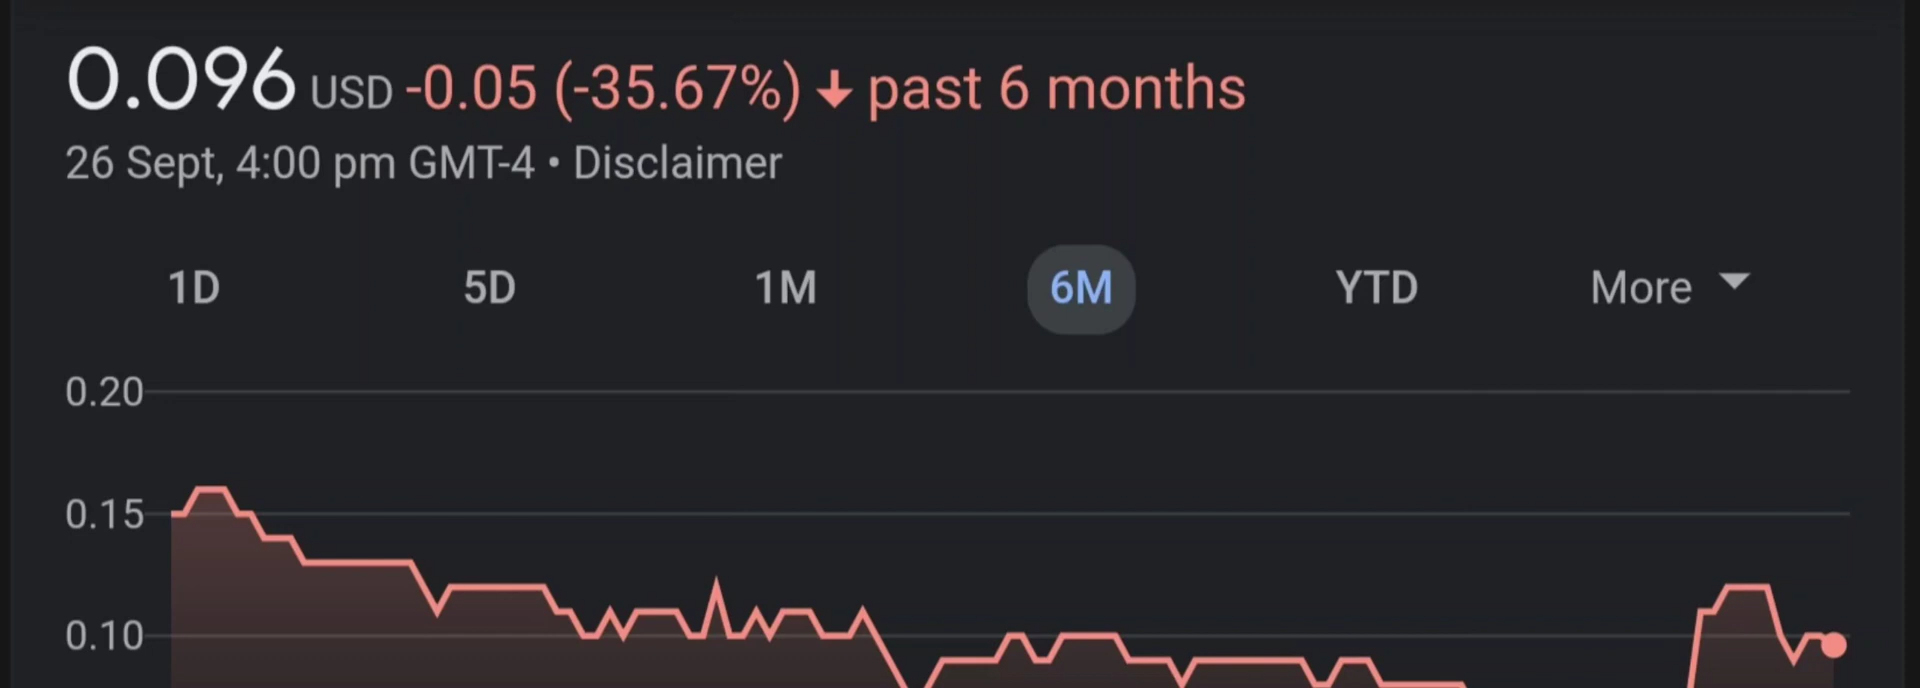 0.096 USD -0.05 (-35.67%) ↓ past 6 months
26 Sept, 4:00 pm GMT-4 • Disclaimer
1D 5D 1M 6M YTD More
0.20
0.15
0.10